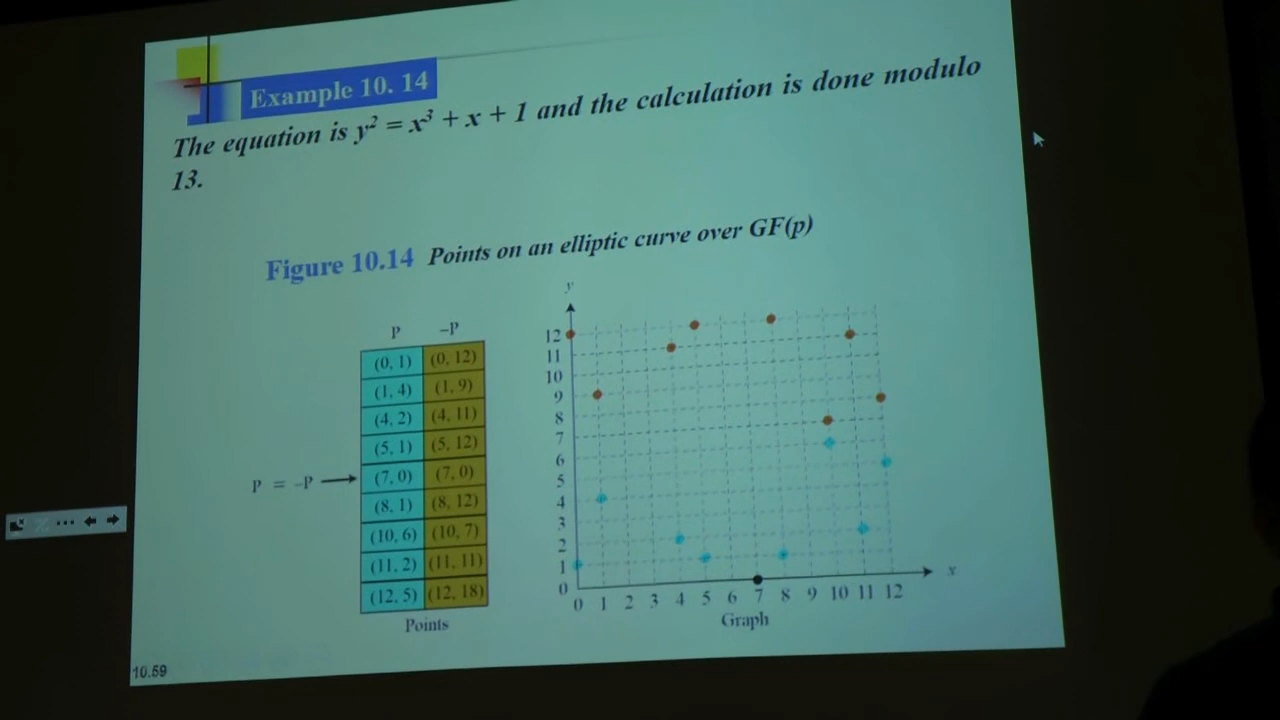 Example 10. 14
The equation is y² = x³ + x + 1 and the calculation is done modulo
13.
Figure 10.14 Points on an elliptic curve over GF(p)
P –P
(0, 1) (0, 12)
(1, 4) (1, 9)
(4, 2) (4, 11)
(5, 1) (5, 12)
P = –P (7, 0) (7, 0)
(8, 1) (8, 12)
(10, 6) (10, 7)
(11, 2) (11, 11)
(12, 5) (12, 18)
Points
y
12
11
10
9
8
7
6
5
4
3
2
1
0
0 1 2 3 4 5 6 7 8 9 10 11 12 x
Graph
10.59